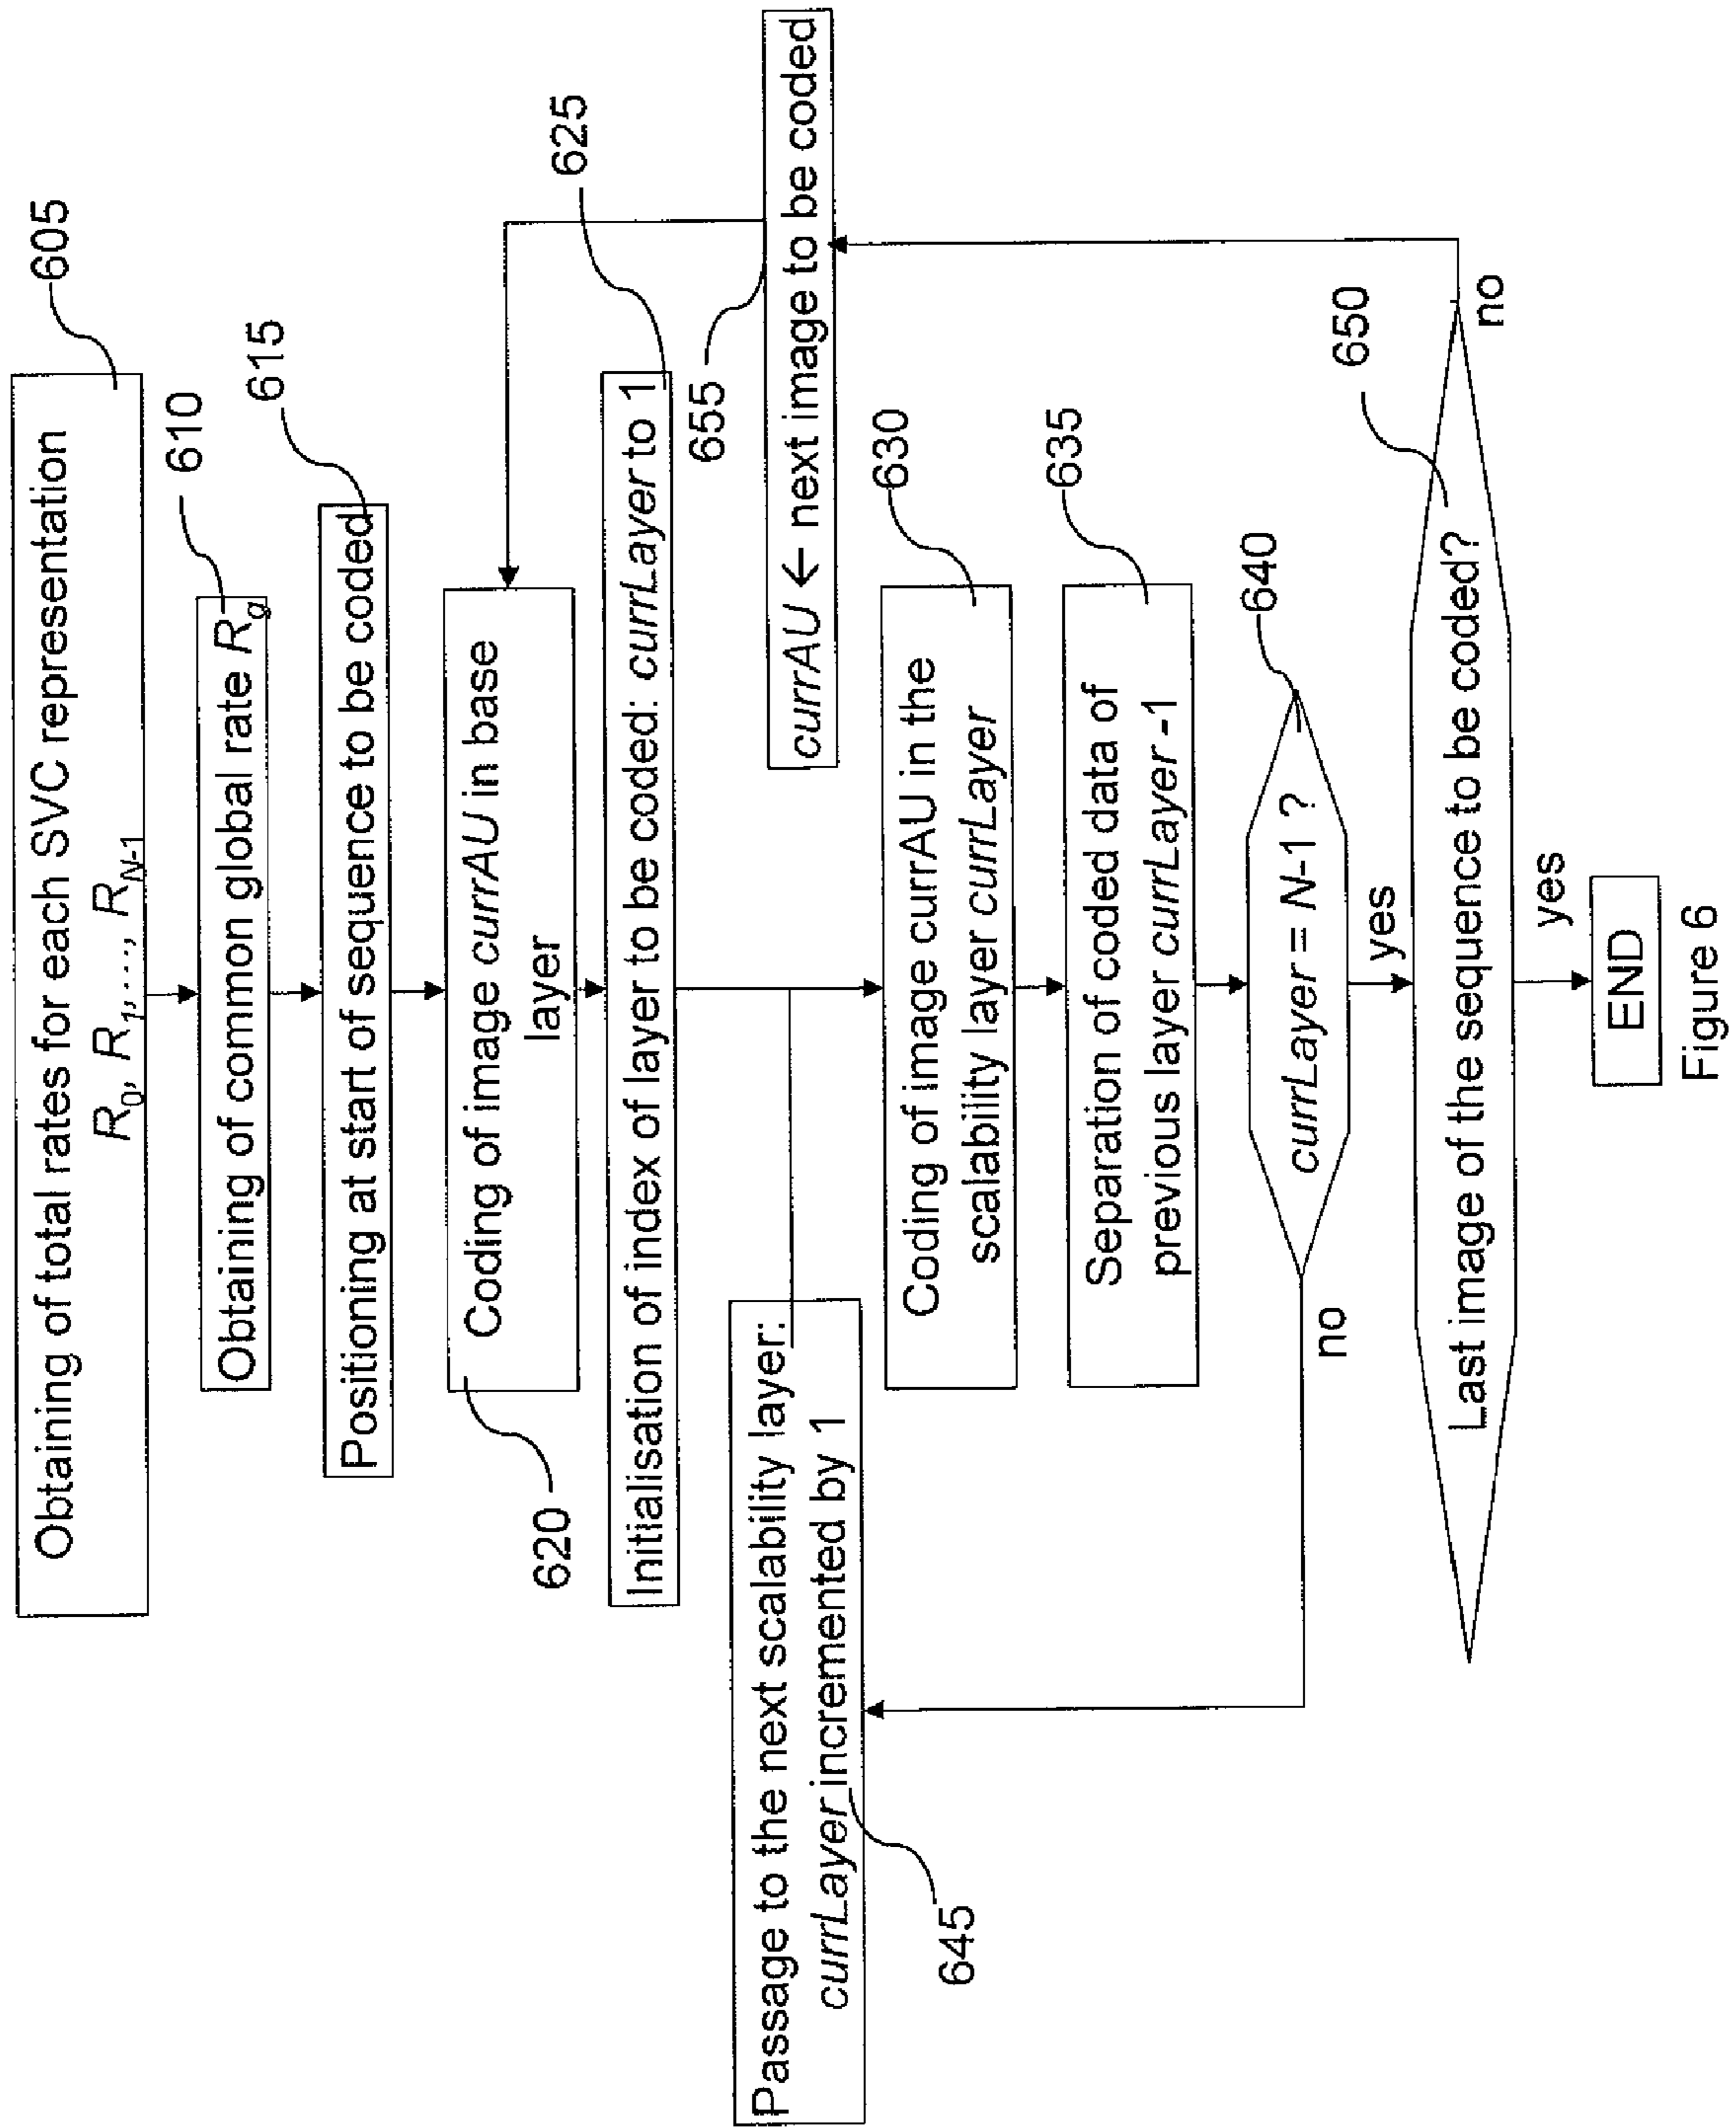 Obtaining of total rates for each SVC representation
R0, R1,..., RN-1
605
Obtaining of common global rate Rg
610
Positioning at start of sequence to be coded
615
Coding of image currAU in base
layer
620
Initialisation of index of layer to be coded: currLayer to 1
625
655
currAU ← next image to be coded
Passage to the next scalability layer:
currLayer incremented by 1
645
Coding of image currAU in the
scalability layer currLayer
630
Separation of coded data of
previous layer currLayer -1
635
currLayer = N-1 ?
640
no
yes
Last image of the sequence to be coded?
650
no
yes
END
Figure 6